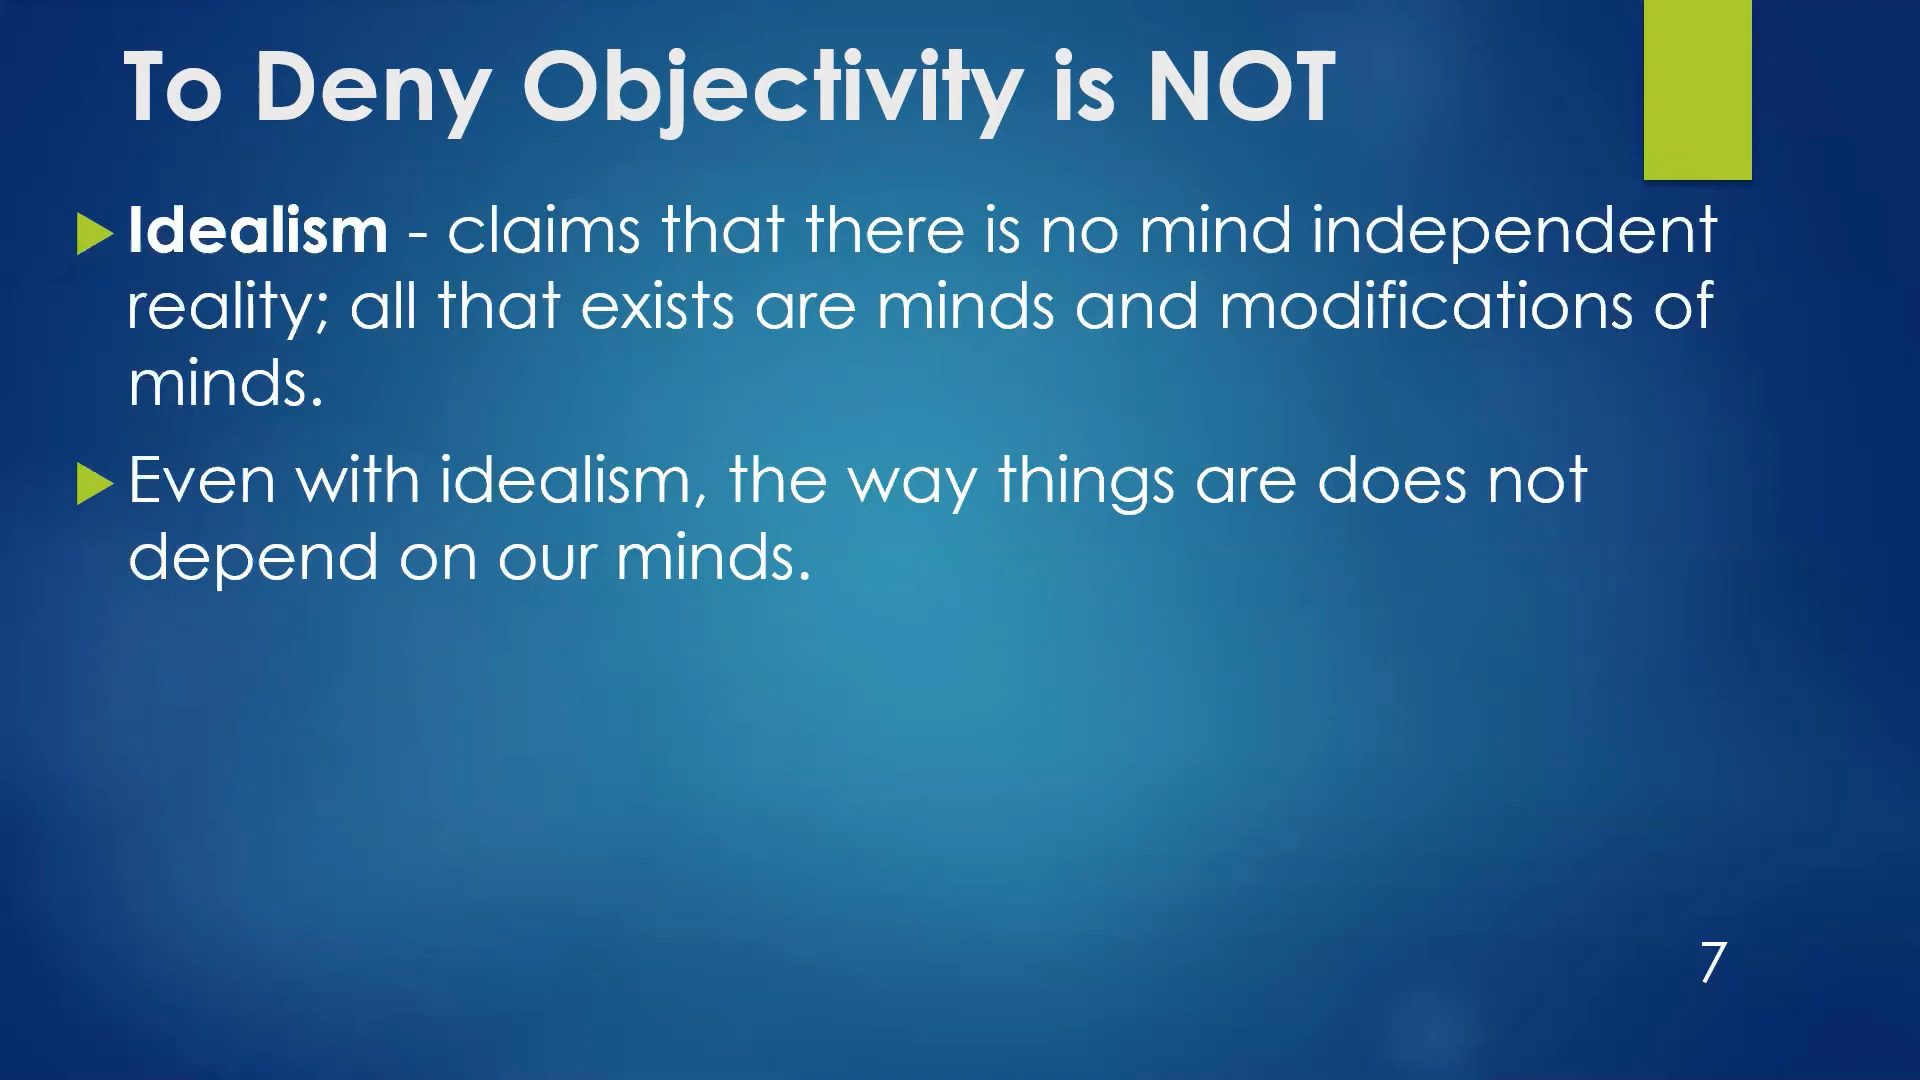 To Deny Objectivity is NOT
Idealism - claims that there is no mind independent
reality; all that exists are minds and modifications of
minds.
Even with idealism, the way things are does not
depend on our minds.
7